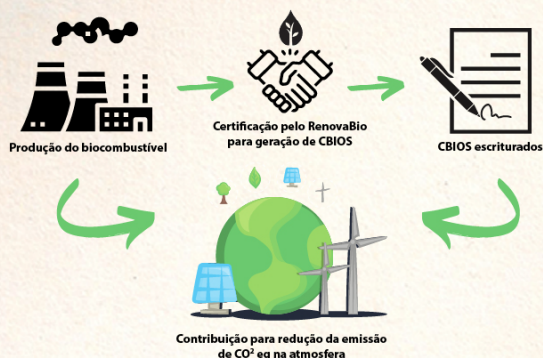 Produção do biocombustível
Certificação pelo RenovaBio
para geração de CBIOS
CBIOS escriturados
Contribuição para redução da emissão
de CO² eq na atmosfera